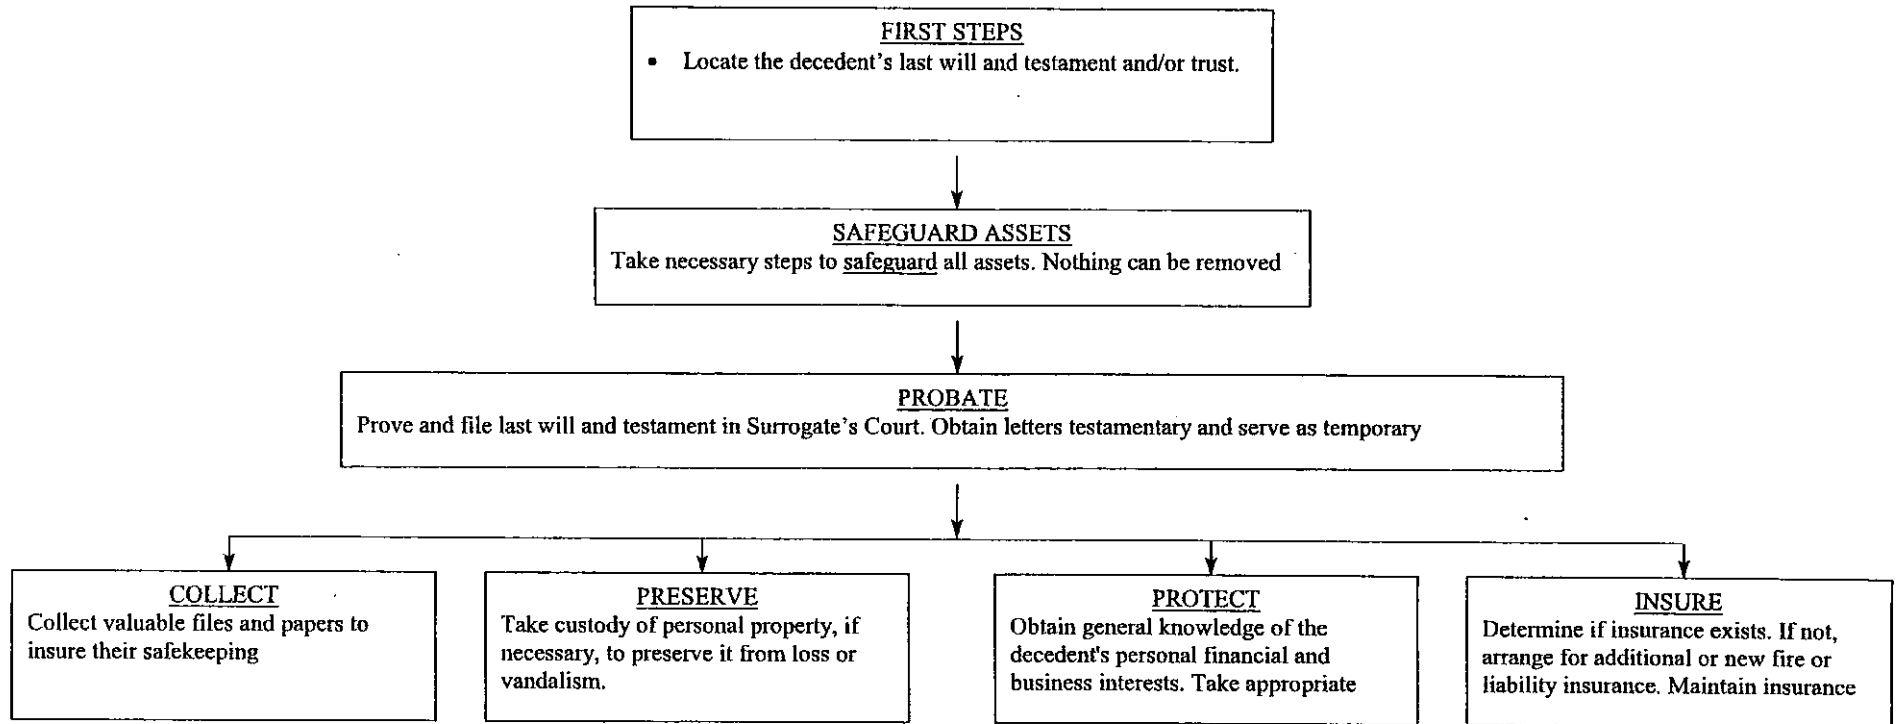 FIRST STEPS
• Locate the decedent's last will and testament and/or trust.
SAFEGUARD ASSETS
Take necessary steps to safeguard all assets. Nothing can be removed
PROBATE
Prove and file last will and testament in Surrogate's Court. Obtain letters testamentary and serve as temporary
COLLECT
Collect valuable files and papers to
insure their safekeeping
PRESERVE
Take custody of personal property, if
necessary, to preserve it from loss or
vandalism.
PROTECT
Obtain general knowledge of the
decedent's personal financial and
business interests. Take appropriate
INSURE
Determine if insurance exists. If not,
arrange for additional or new fire or
liability insurance. Maintain insurance